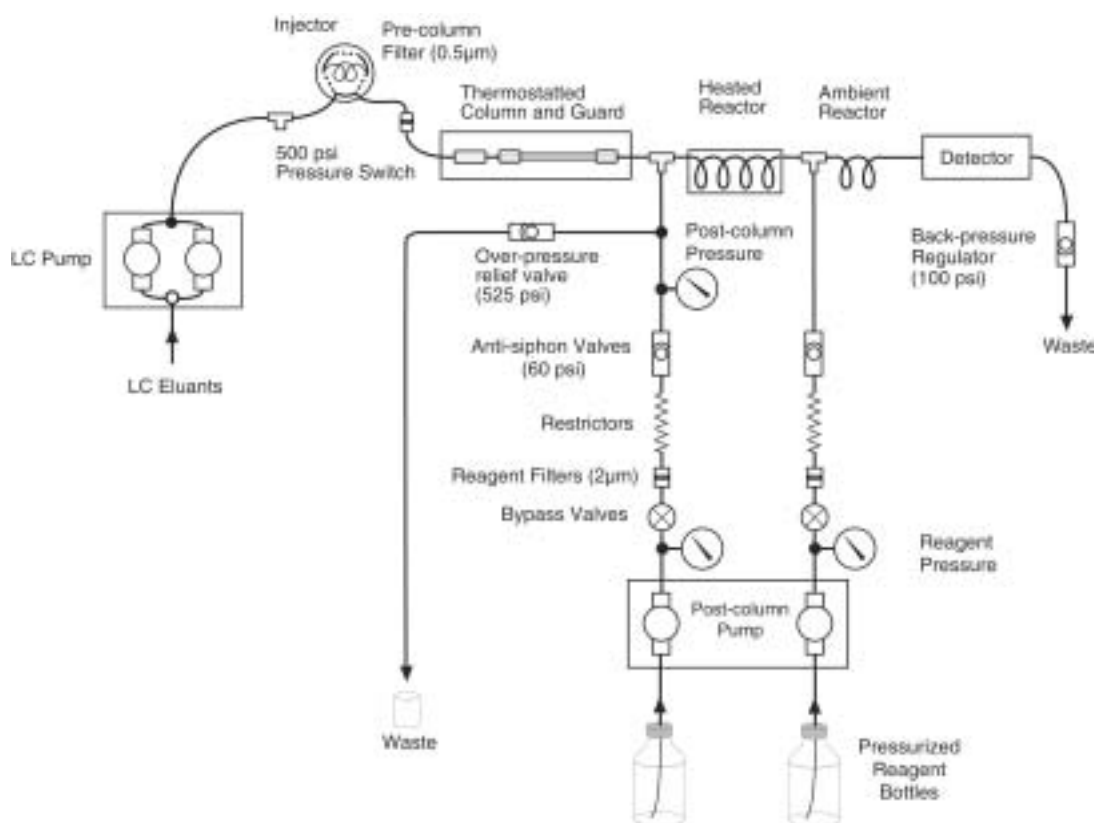 Injector
Pre-column
Filter (0.5µm)
Thermostatted
Column and Guard
Heated
Reactor
Ambient
Reactor
500 psi
Pressure Switch
Detector
LC Pump
Over-pressure
relief valve
(525 psi)
Post-column
Pressure
Back-pressure
Regulator
(100 psi)
Waste
LC Eluants
Anti-siphon Valves
(60 psi)
Restrictors
Reagent Filters (2µm)
Bypass Valves
Reagent
Pressure
Post-column
Pump
Waste
Pressurized
Reagent
Bottles